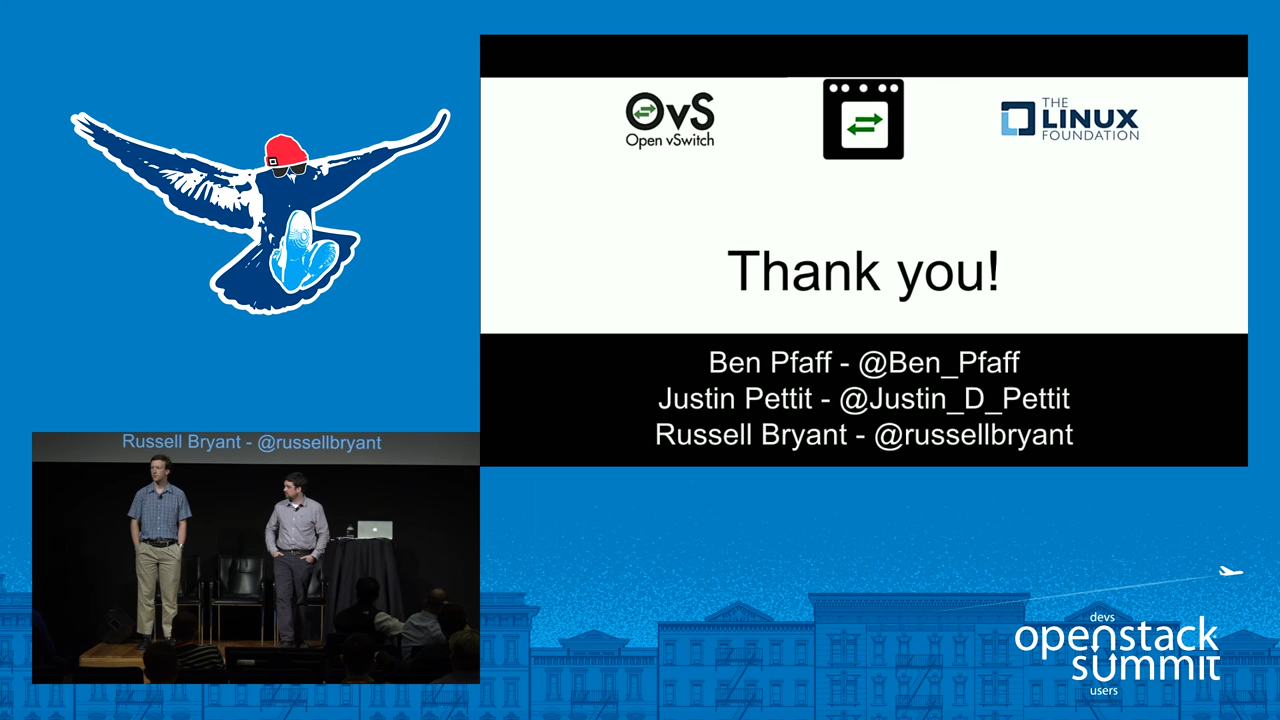 OvS
Open vSwitch
THE
LINUX
FOUNDATION
Thank you!
Ben Pfaff - @Ben_Pfaff
Justin Pettit - @Justin_D_Pettit
Russell Bryant - @russellbryant
Russell Bryant - @russellbryant
devs
openstack
summit
users